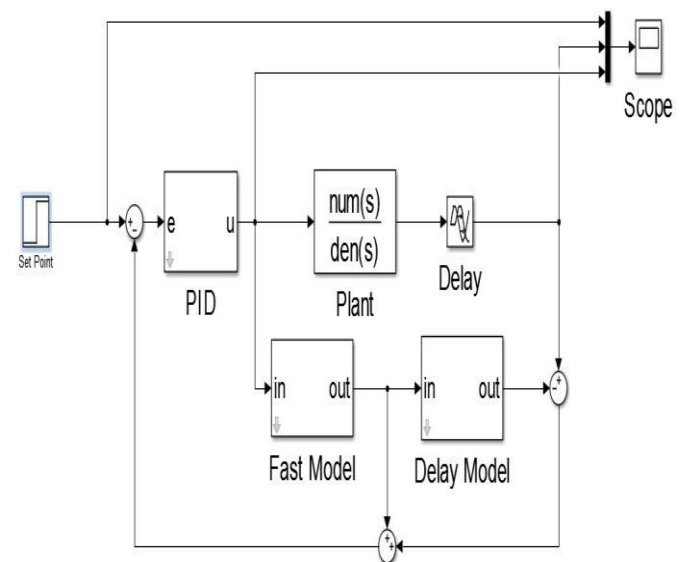 Scope
e u
PID
num(s)
den(s)
Plant
Delay
Set Point
in out
Fast Model
in out
Delay Model